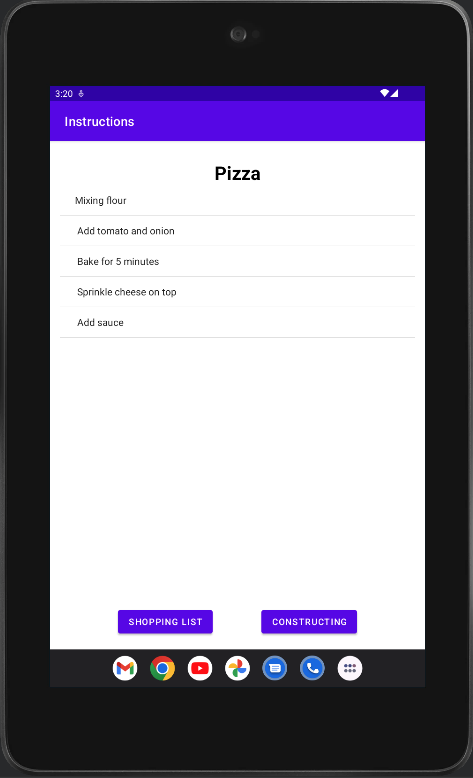 3:20
Instructions
Pizza
Mixing flour
Add tomato and onion
Bake for 5 minutes
Sprinkle cheese on top
Add sauce
SHOPPING LIST
CONSTRUCTING